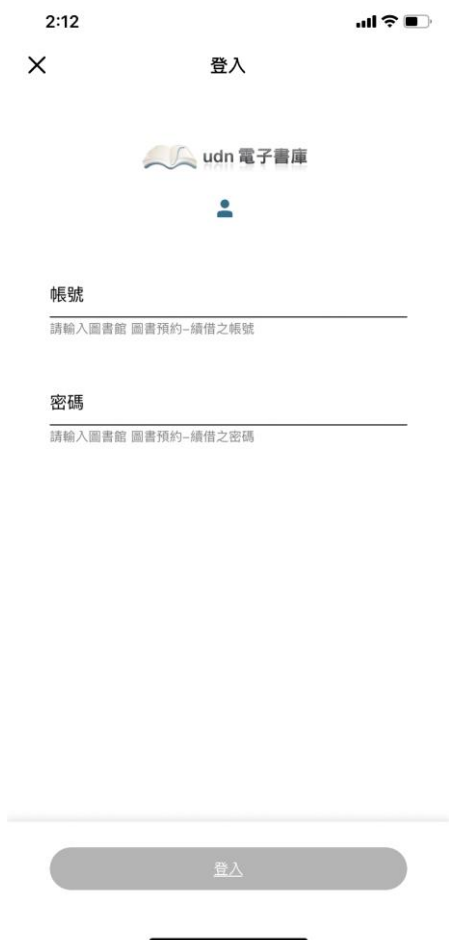 2:12
登入
udn 電子書庫
帳號
請輸入圖書館 圖書預約–續借之帳號
密碼
請輸入圖書館 圖書預約–續借之密碼
登入